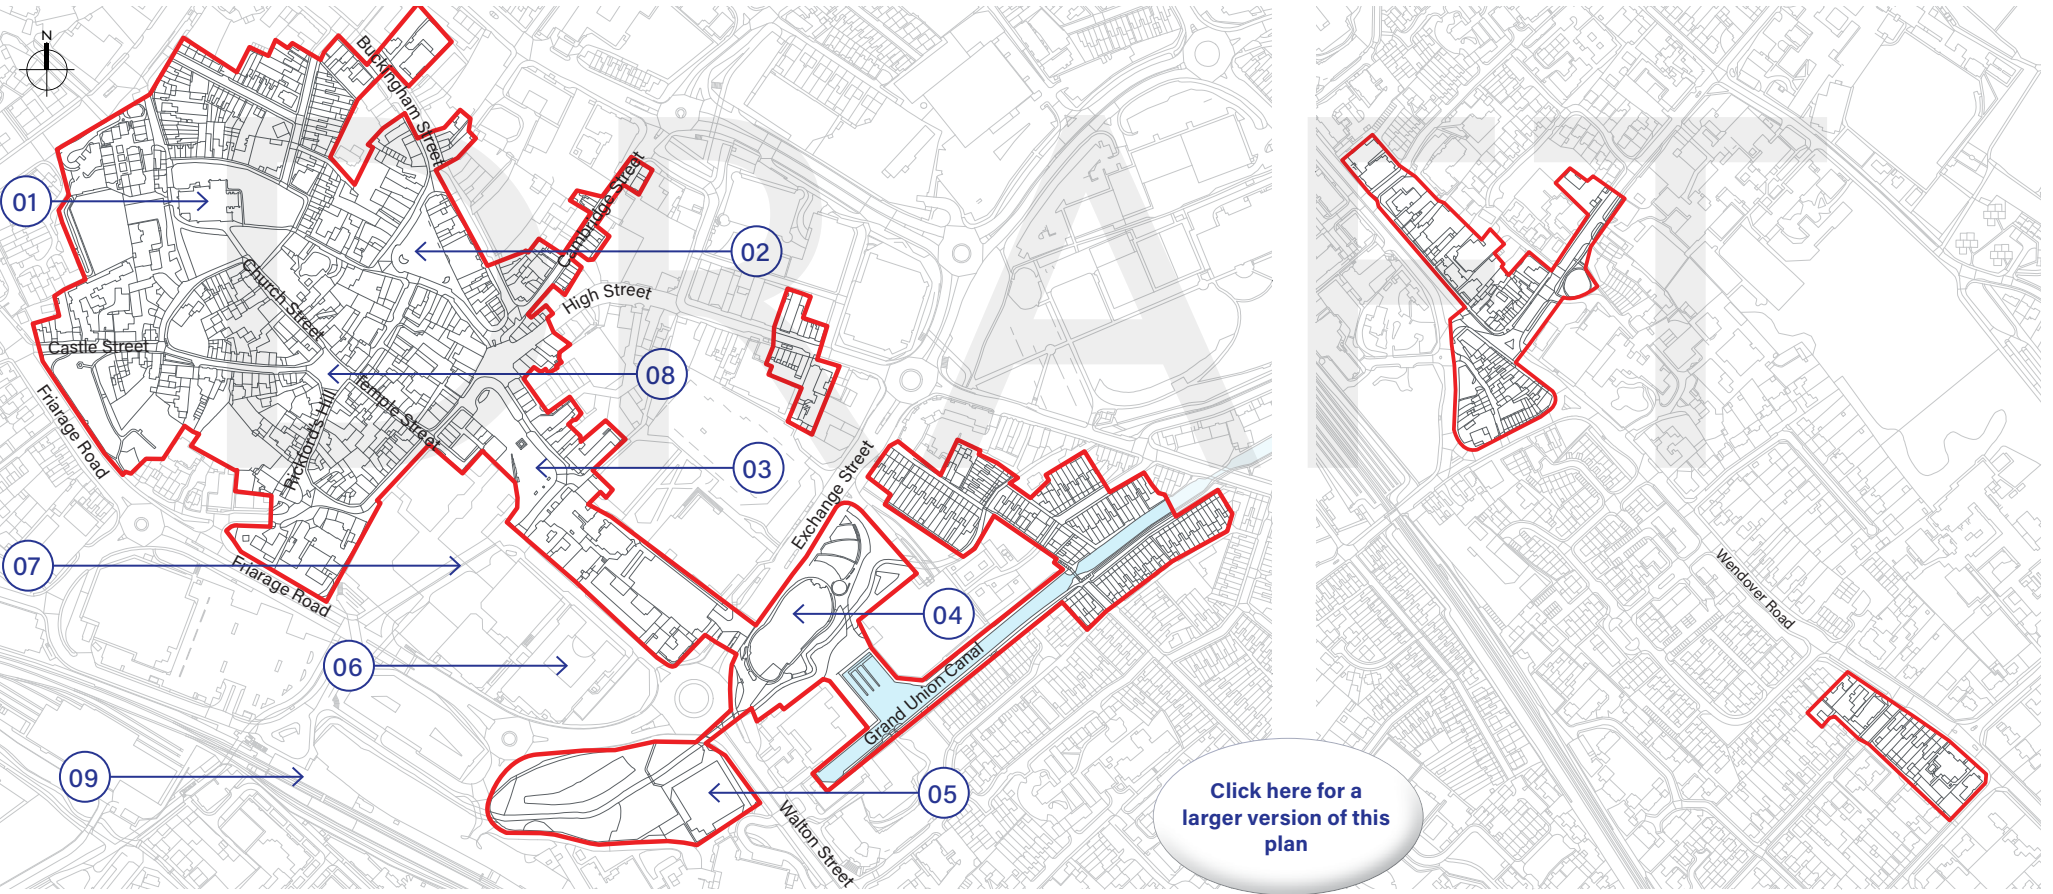 N
Buckingham Street
Cambridge Street
High Street
Church Street
Castle Street
Temple Street
Rickford's Hill
Friarage Road
Friarage Road
Exchange Street
Grand Union Canal
Walton Street
Wendover Road
01
02
08
03
07
04
06
09
05
DRAFT
Click here for a
larger version of this
plan